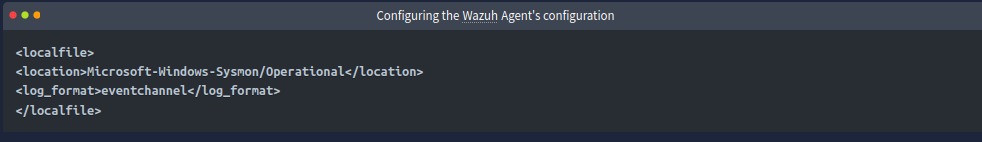 Configuring the Wazuh Agent's configuration
<localfile>
<location>Microsoft-Windows-Sysmon/Operational</location>
<log_format>eventchannel</log_format>
</localfile>